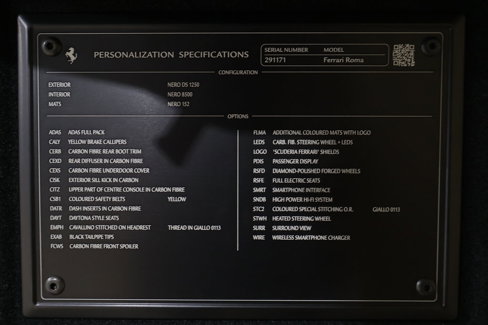 PERSONALIZATION SPECIFICATIONS
SERIAL NUMBER MODEL
291171 Ferrari Roma
CONFIGURATION
EXTERIOR NERO DS 1250
INTERIOR NERO 8500
MATS NERO 152
OPTIONS
ADAS ADAS FULL PACK
CALY YELLOW BRAKE CALLIPERS
CERB CARBON FIBRE REAR BOOT TRIM
CEXD REAR DIFFUSER IN CARBON FIBRE
CEXS CARBON FIBRE UNDERDOOR COVER
CISK EXTERIOR SILL KICK IN CARBON
CITZ UPPER PART OF CENTRE CONSOLE IN CARBON FIBRE
CSB1 COLOURED SAFETY BELTS YELLOW
DATR DASH INSERTS IN CARBON FIBRE
DAYT DAYTONA STYLE SEATS
EMPH CAVALLINO STITCHED ON HEADREST THREAD IN GIALLO 0113
EXAB BLACK TAILPIPE TIPS
FCWS CARBON FIBRE FRONT SPOILER
FLMA ADDITIONAL COLOURED MATS WITH LOGO
LEDS CARB. FIB. STEERING WHEEL + LEDS
LOGO "SCUDERIA FERRARI" SHIELDS
PDIS PASSENGER DISPLAY
RSFD DIAMOND-POLISHED FORGED WHEELS
RSFE FULL ELECTRIC SEATS
SMRT SMARTPHONE INTERFACE
SNDB HIGH POWER HI-FI SYSTEM
STC2 COLOURED SPECIAL STITCHING O.R. GIALLO 0113
STWH HEATED STEERING WHEEL
SURR SURROUND VIEW
WIRE WIRELESS SMARTPHONE CHARGER